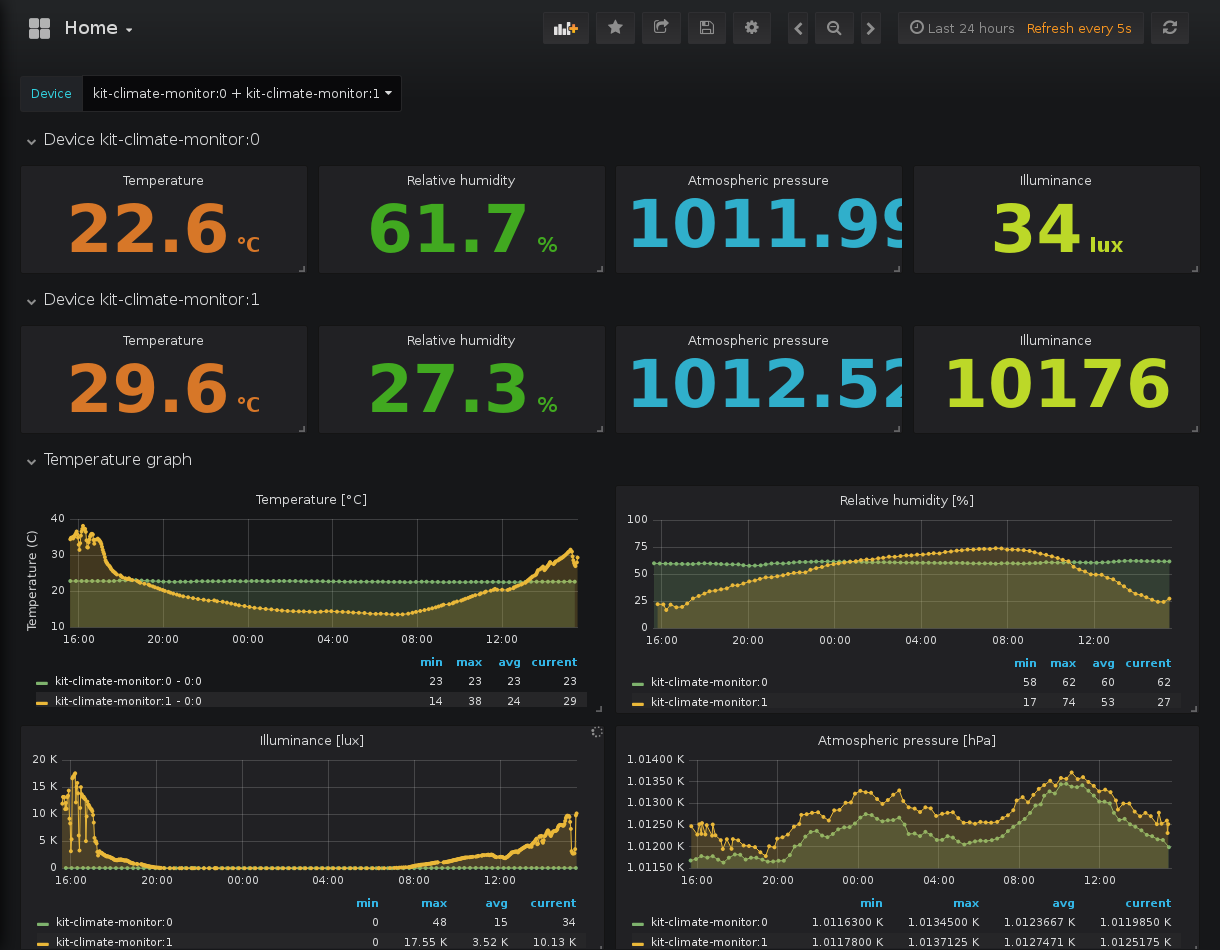 Home
Last 24 hours Refresh every 5s
Device kit-climate-monitor:0 + kit-climate-monitor:1
Device kit-climate-monitor:0
Temperature Relative humidity Atmospheric pressure Illuminance
22.6 °C 61.7 % 1011.99 34 lux
Device kit-climate-monitor:1
Temperature Relative humidity Atmospheric pressure Illuminance
29.6 °C 27.3 % 1012.52 10176
Temperature graph
Temperature [°C]
Temperature (C)
40
30
20
10
16:00 20:00 00:00 04:00 08:00 12:00
min max avg current
kit-climate-monitor:0 - 0:0 23 23 23 23
kit-climate-monitor:1 - 0:0 14 38 24 29
Relative humidity [%]
100
75
50
25
0
16:00 20:00 00:00 04:00 08:00 12:00
min max avg current
kit-climate-monitor:0 58 62 60 62
kit-climate-monitor:1 17 74 53 27
Illuminance [lux]
20 K
15 K
10 K
5 K
0
16:00 20:00 00:00 04:00 08:00 12:00
min max avg current
kit-climate-monitor:0 0 48 15 34
kit-climate-monitor:1 0 17.55 K 3.52 K 10.13 K
Atmospheric pressure [hPa]
1.01400 K
1.01350 K
1.01300 K
1.01250 K
1.01200 K
1.01150 K
16:00 20:00 00:00 04:00 08:00 12:00
min max avg current
kit-climate-monitor:0 1.0116300 K 1.0134500 K 1.0123667 K 1.0119850 K
kit-climate-monitor:1 1.0117800 K 1.0137125 K 1.0127471 K 1.0125175 K